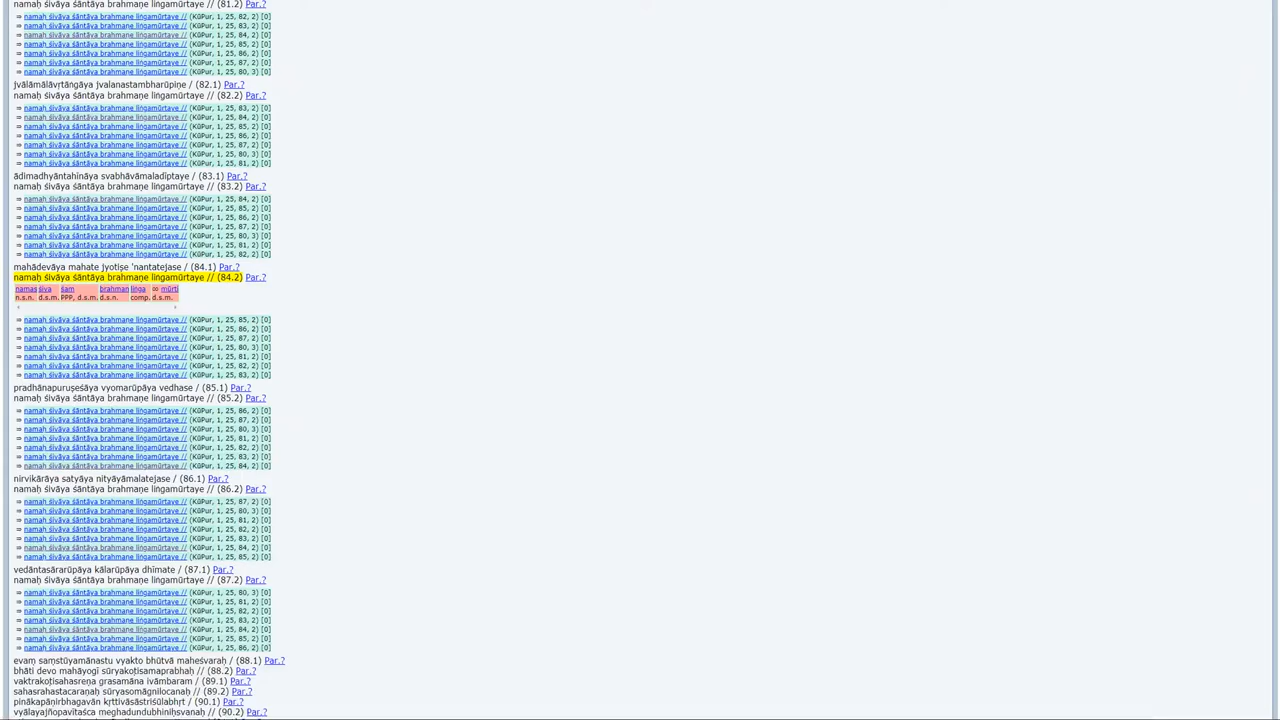 namaḥ śivāya śāntāya brahmaṇe liṅgamūrtaye // (81.2) Par.?
⇒ namaḥ śivāya śāntāya brahmaṇe liṅgamūrtaye // (KūPur, 1, 25, 82, 2) [0]
⇒ namaḥ śivāya śāntāya brahmaṇe liṅgamūrtaye // (KūPur, 1, 25, 83, 2) [0]
⇒ namaḥ śivāya śāntāya brahmaṇe liṅgamūrtaye // (KūPur, 1, 25, 84, 2) [0]
⇒ namaḥ śivāya śāntāya brahmaṇe liṅgamūrtaye // (KūPur, 1, 25, 85, 2) [0]
⇒ namaḥ śivāya śāntāya brahmaṇe liṅgamūrtaye // (KūPur, 1, 25, 86, 2) [0]
⇒ namaḥ śivāya śāntāya brahmaṇe liṅgamūrtaye // (KūPur, 1, 25, 87, 2) [0]
⇒ namaḥ śivāya śāntāya brahmaṇe liṅgamūrtaye // (KūPur, 1, 25, 80, 3) [0]
jvālāmālāvṛtāṅgāya jvalanastambharūpiṇe / (82.1) Par.?
namaḥ śivāya śāntāya brahmaṇe liṅgamūrtaye // (82.2) Par.?
⇒ namaḥ śivāya śāntāya brahmaṇe liṅgamūrtaye // (KūPur, 1, 25, 83, 2) [0]
⇒ namaḥ śivāya śāntāya brahmaṇe liṅgamūrtaye // (KūPur, 1, 25, 84, 2) [0]
⇒ namaḥ śivāya śāntāya brahmaṇe liṅgamūrtaye // (KūPur, 1, 25, 85, 2) [0]
⇒ namaḥ śivāya śāntāya brahmaṇe liṅgamūrtaye // (KūPur, 1, 25, 86, 2) [0]
⇒ namaḥ śivāya śāntāya brahmaṇe liṅgamūrtaye // (KūPur, 1, 25, 87, 2) [0]
⇒ namaḥ śivāya śāntāya brahmaṇe liṅgamūrtaye // (KūPur, 1, 25, 80, 3) [0]
⇒ namaḥ śivāya śāntāya brahmaṇe liṅgamūrtaye // (KūPur, 1, 25, 81, 2) [0]
ādimadhyāntahīnāya svabhāvāmaladīptaye / (83.1) Par.?
namaḥ śivāya śāntāya brahmaṇe liṅgamūrtaye // (83.2) Par.?
⇒ namaḥ śivāya śāntāya brahmaṇe liṅgamūrtaye // (KūPur, 1, 25, 84, 2) [0]
⇒ namaḥ śivāya śāntāya brahmaṇe liṅgamūrtaye // (KūPur, 1, 25, 85, 2) [0]
⇒ namaḥ śivāya śāntāya brahmaṇe liṅgamūrtaye // (KūPur, 1, 25, 86, 2) [0]
⇒ namaḥ śivāya śāntāya brahmaṇe liṅgamūrtaye // (KūPur, 1, 25, 87, 2) [0]
⇒ namaḥ śivāya śāntāya brahmaṇe liṅgamūrtaye // (KūPur, 1, 25, 80, 3) [0]
⇒ namaḥ śivāya śāntāya brahmaṇe liṅgamūrtaye // (KūPur, 1, 25, 81, 2) [0]
⇒ namaḥ śivāya śāntāya brahmaṇe liṅgamūrtaye // (KūPur, 1, 25, 82, 2) [0]
mahādevāya mahate jyotiṣe 'nantatejase / (84.1) Par.?
namaḥ śivāya śāntāya brahmaṇe liṅgamūrtaye // (84.2) Par.?
namas śiva śam brahman liṅga ∞ mūrti
n.s.n. d.s.m. PPP, d.s.m. d.s.n. comp. d.s.m.
⇒ namaḥ śivāya śāntāya brahmaṇe liṅgamūrtaye // (KūPur, 1, 25, 85, 2) [0]
⇒ namaḥ śivāya śāntāya brahmaṇe liṅgamūrtaye // (KūPur, 1, 25, 86, 2) [0]
⇒ namaḥ śivāya śāntāya brahmaṇe liṅgamūrtaye // (KūPur, 1, 25, 87, 2) [0]
⇒ namaḥ śivāya śāntāya brahmaṇe liṅgamūrtaye // (KūPur, 1, 25, 80, 3) [0]
⇒ namaḥ śivāya śāntāya brahmaṇe liṅgamūrtaye // (KūPur, 1, 25, 81, 2) [0]
⇒ namaḥ śivāya śāntāya brahmaṇe liṅgamūrtaye // (KūPur, 1, 25, 82, 2) [0]
⇒ namaḥ śivāya śāntāya brahmaṇe liṅgamūrtaye // (KūPur, 1, 25, 83, 2) [0]
pradhānapuruṣeśāya vyomarūpāya vedhase / (85.1) Par.?
namaḥ śivāya śāntāya brahmaṇe liṅgamūrtaye // (85.2) Par.?
⇒ namaḥ śivāya śāntāya brahmaṇe liṅgamūrtaye // (KūPur, 1, 25, 86, 2) [0]
⇒ namaḥ śivāya śāntāya brahmaṇe liṅgamūrtaye // (KūPur, 1, 25, 87, 2) [0]
⇒ namaḥ śivāya śāntāya brahmaṇe liṅgamūrtaye // (KūPur, 1, 25, 80, 3) [0]
⇒ namaḥ śivāya śāntāya brahmaṇe liṅgamūrtaye // (KūPur, 1, 25, 81, 2) [0]
⇒ namaḥ śivāya śāntāya brahmaṇe liṅgamūrtaye // (KūPur, 1, 25, 82, 2) [0]
⇒ namaḥ śivāya śāntāya brahmaṇe liṅgamūrtaye // (KūPur, 1, 25, 83, 2) [0]
⇒ namaḥ śivāya śāntāya brahmaṇe liṅgamūrtaye // (KūPur, 1, 25, 84, 2) [0]
nirvikārāya satyāya nityāyāmalatejase / (86.1) Par.?
namaḥ śivāya śāntāya brahmaṇe liṅgamūrtaye // (86.2) Par.?
⇒ namaḥ śivāya śāntāya brahmaṇe liṅgamūrtaye // (KūPur, 1, 25, 87, 2) [0]
⇒ namaḥ śivāya śāntāya brahmaṇe liṅgamūrtaye // (KūPur, 1, 25, 80, 3) [0]
⇒ namaḥ śivāya śāntāya brahmaṇe liṅgamūrtaye // (KūPur, 1, 25, 81, 2) [0]
⇒ namaḥ śivāya śāntāya brahmaṇe liṅgamūrtaye // (KūPur, 1, 25, 82, 2) [0]
⇒ namaḥ śivāya śāntāya brahmaṇe liṅgamūrtaye // (KūPur, 1, 25, 83, 2) [0]
⇒ namaḥ śivāya śāntāya brahmaṇe liṅgamūrtaye // (KūPur, 1, 25, 84, 2) [0]
⇒ namaḥ śivāya śāntāya brahmaṇe liṅgamūrtaye // (KūPur, 1, 25, 85, 2) [0]
vedāntasārarūpāya kālarūpāya dhīmate / (87.1) Par.?
namaḥ śivāya śāntāya brahmaṇe liṅgamūrtaye // (87.2) Par.?
⇒ namaḥ śivāya śāntāya brahmaṇe liṅgamūrtaye // (KūPur, 1, 25, 80, 3) [0]
⇒ namaḥ śivāya śāntāya brahmaṇe liṅgamūrtaye // (KūPur, 1, 25, 81, 2) [0]
⇒ namaḥ śivāya śāntāya brahmaṇe liṅgamūrtaye // (KūPur, 1, 25, 82, 2) [0]
⇒ namaḥ śivāya śāntāya brahmaṇe liṅgamūrtaye // (KūPur, 1, 25, 83, 2) [0]
⇒ namaḥ śivāya śāntāya brahmaṇe liṅgamūrtaye // (KūPur, 1, 25, 84, 2) [0]
⇒ namaḥ śivāya śāntāya brahmaṇe liṅgamūrtaye // (KūPur, 1, 25, 85, 2) [0]
⇒ namaḥ śivāya śāntāya brahmaṇe liṅgamūrtaye // (KūPur, 1, 25, 86, 2) [0]
evaṃ saṃstūyamānastu vyakto bhūtvā maheśvaraḥ / (88.1) Par.?
bhāti devo mahāyogī sūryakoṭisamaprabhaḥ // (88.2) Par.?
vaktrakoṭisahasreṇa grasamāna ivāmbaram / (89.1) Par.?
sahasrahastacaraṇaḥ sūryasomāgnilocanaḥ // (89.2) Par.?
pinākapāṇirbhagavān kṛttivāsāstriśūlabhṛt / (90.1) Par.?
vyālayajñopavītaśca meghadundubhiniḥsvanaḥ // (90.2) Par.?